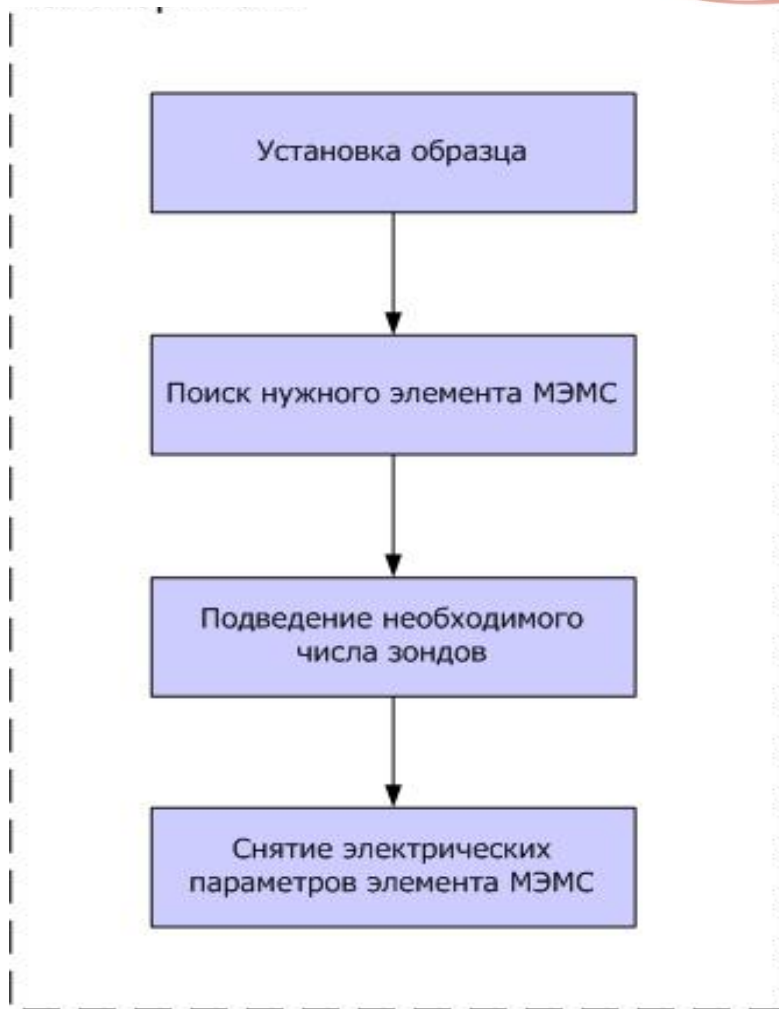 Установка образца
Поиск нужного элемента МЭМС
Подведение необходимого
числа зондов
Снятие электрических
параметров элемента МЭМС